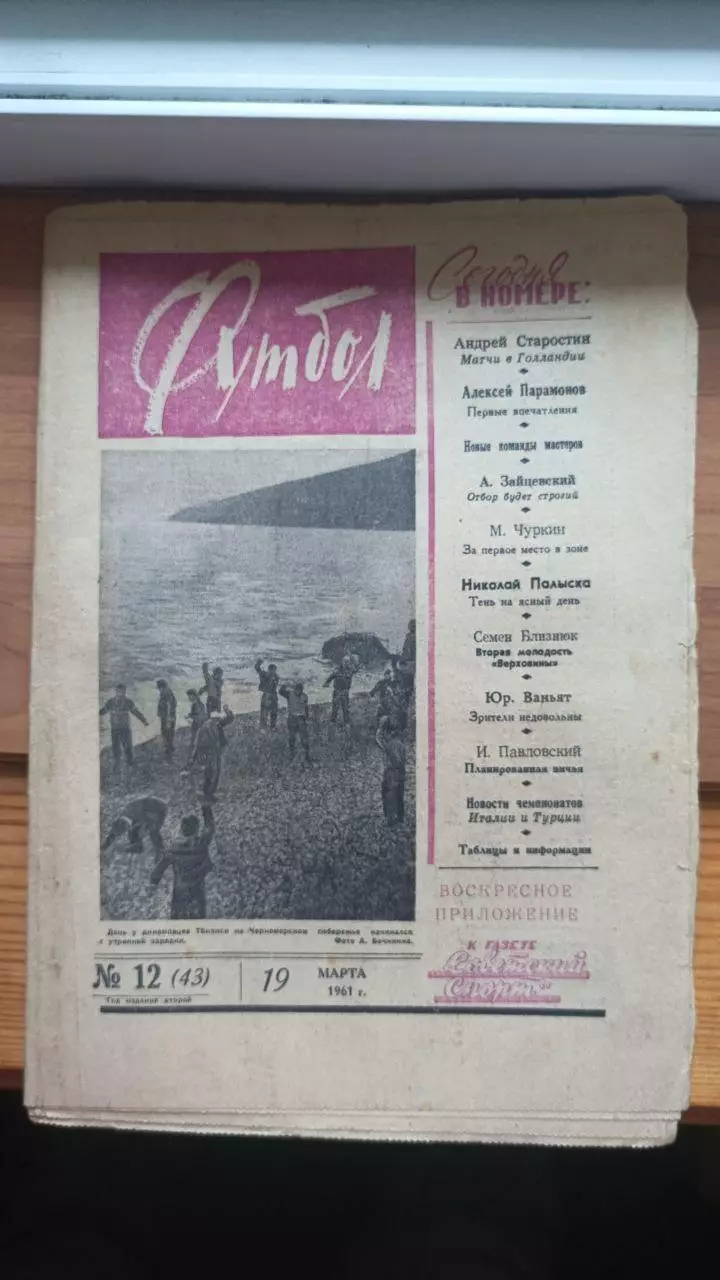 Футбол
Сегодня
В НОМЕРЕ:
Андрей Старостин
Матчи в Голландии
Алексей Парамонов
Первые впечатления
Новые команды мастеров
А. Зайцевский
Отбор будет строгий
М. Чуркин
За первое место в зоне
Николай Палыска
Тень на ясный день
Семен Близнюк
Вторая молодость
«Верховины»
Юр. Ваньят
Зрители недовольны
И. Павловский
Планированная ничья
Новости чемпионатов
Италии и Турции
Таблицы и информации
ВОСКРЕСНОЕ
ПРИЛОЖЕНИЕ
К ГАЗЕТЕ
Советский
Спорт"
День у динамовцев Тбилиси на Черноморском побережье начинался
с утренней зарядки. Фото А. Бочинина.
№ 12 (43) 19 МАРТА
1961 г.
Год издания второй